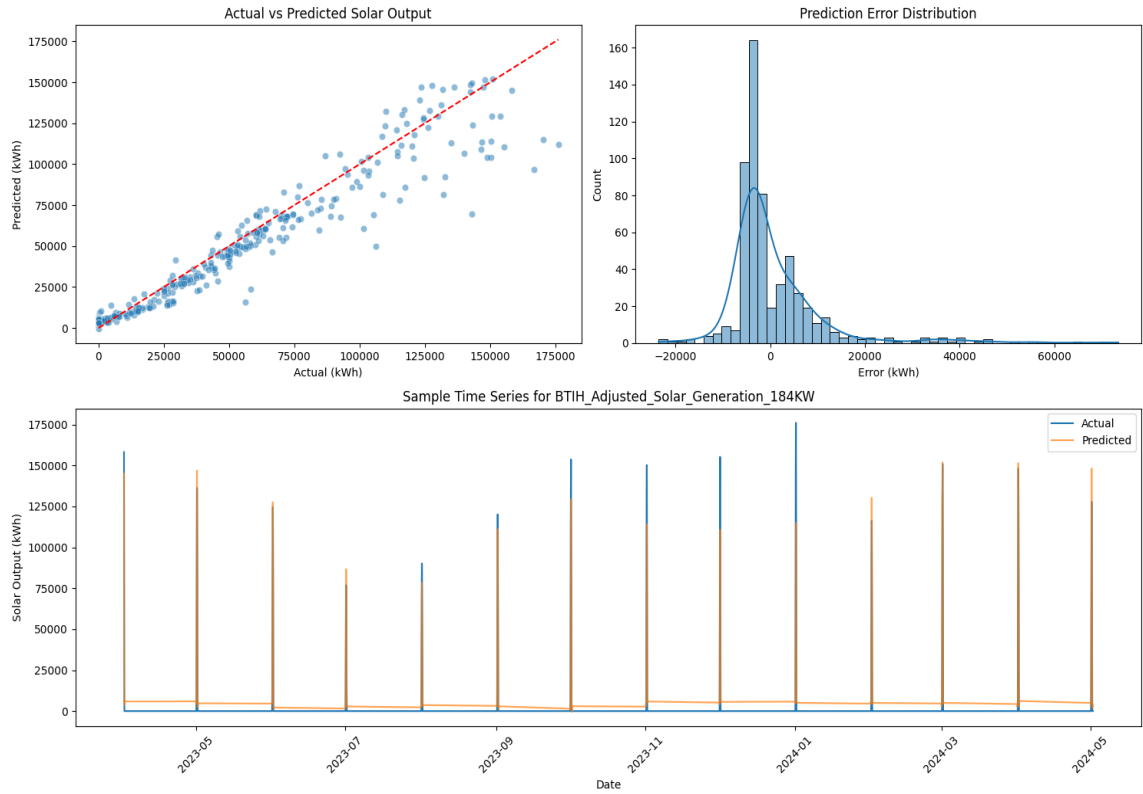 Actual vs Predicted Solar Output
175000
150000
125000
100000
75000
50000
25000
0
Predicted (kWh)
0 25000 50000 75000 100000 125000 150000 175000
Actual (kWh)
Prediction Error Distribution
160
140
120
100
80
60
40
20
0
Count
−20000 0 20000 40000 60000
Error (kWh)
Sample Time Series for BTIH_Adjusted_Solar_Generation_184KW
Actual
Predicted
175000
150000
125000
100000
75000
50000
25000
0
Solar Output (kWh)
2023-05 2023-07 2023-09 2023-11 2024-01 2024-03 2024-05
Date